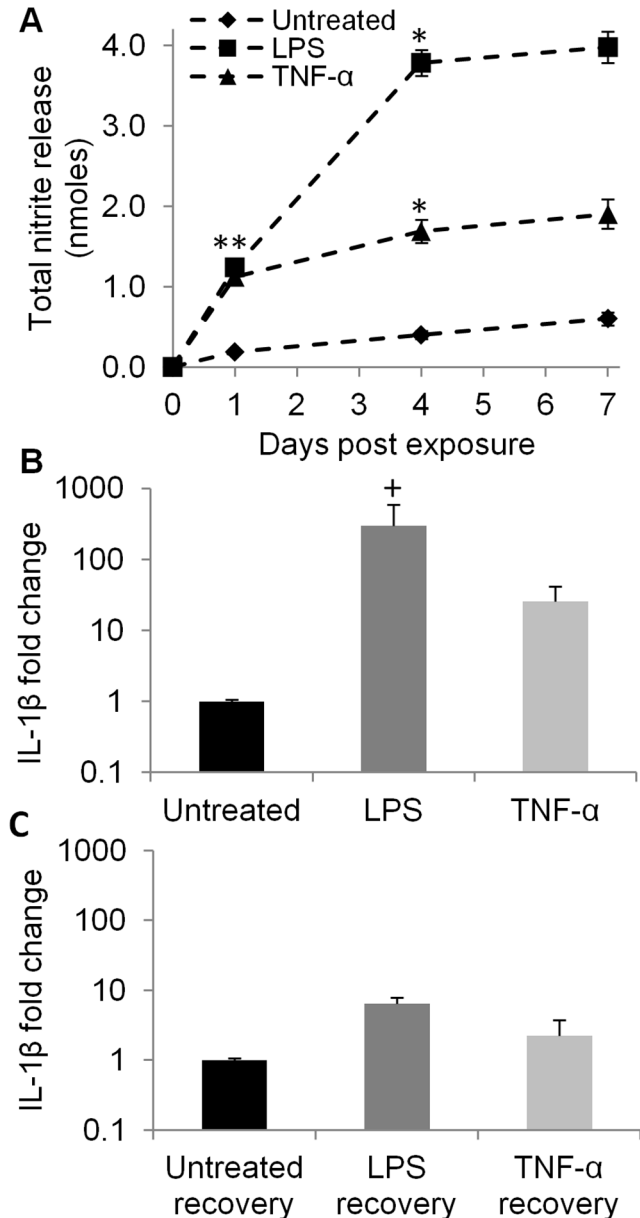 A
Untreated
LPS
TNF-α
Total nitrite release
(nmoles)
4.0
3.0
2.0
1.0
0.0
**
*
*
0 1 2 3 4 5 6 7
Days post exposure
B
IL-1β fold change
1000
100
10
1
0.1
+
Untreated LPS TNF-α
C
IL-1β fold change
1000
100
10
1
0.1
Untreated LPS TNF-α
recovery recovery recovery